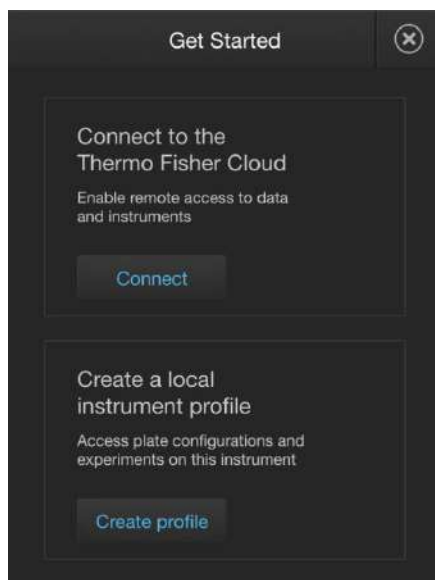 Get Started
Connect to the
Thermo Fisher Cloud
Enable remote access to data
and instruments
Connect
Create a local
instrument profile
Access plate configurations and
experiments on this instrument
Create profile